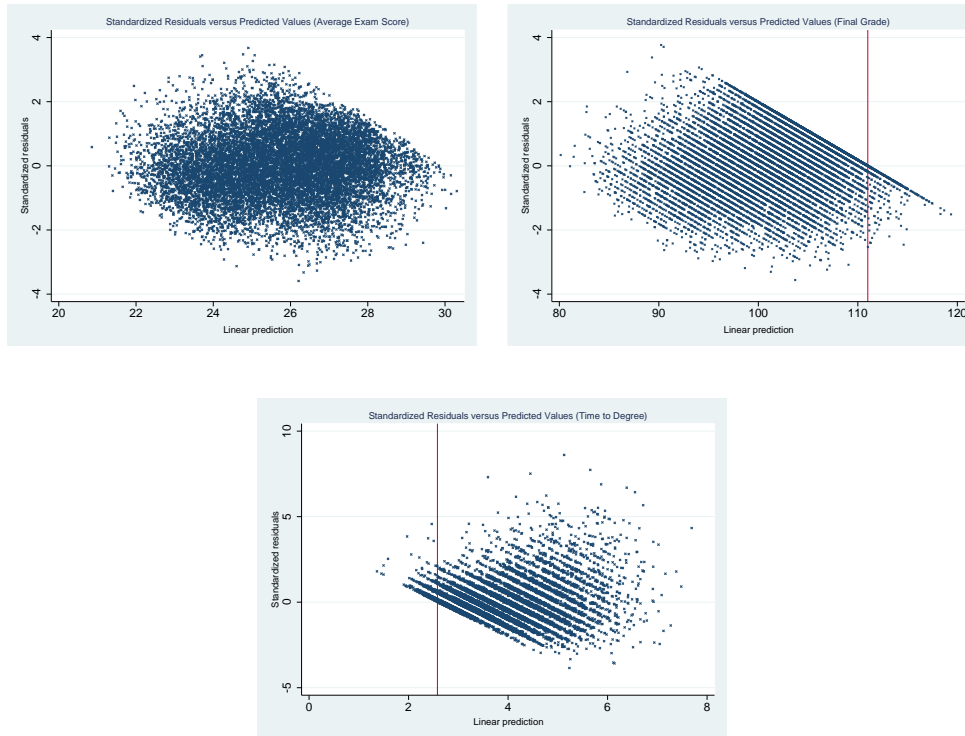 Standardized Residuals versus Predicted Values (Average Exam Score)
4
2
0
-2
-4
Standardized residuals
20 22 24 26 28 30
Linear prediction
Standardized Residuals versus Predicted Values (Final Grade)
4
2
0
-2
-4
Standardized residuals
80 90 100 110 120
Linear prediction
Standardized Residuals versus Predicted Values (Time to Degree)
10
5
0
-5
Standardized residuals
0 2 4 6 8
Linear prediction